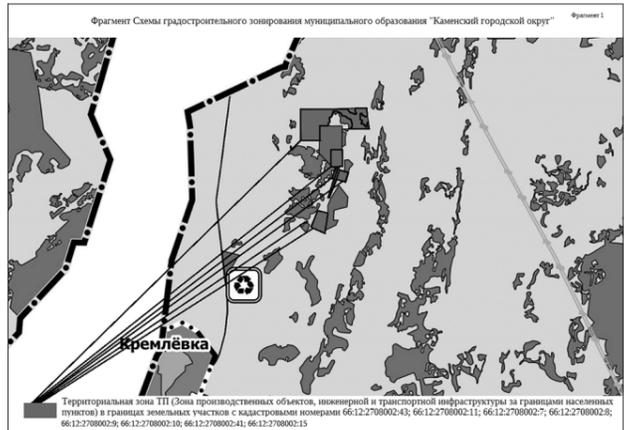 Фрагмент Схемы градостроительного зонирования муниципального образования "Каменский городской округ"
Фрагмент 1
Кремлёвка
Территориальная зона ТП (Зона производственных объектов, инженерной и транспортной инфраструктуры за границами населенных
пунктов) в границах земельных участков с кадастровыми номерами 66:12:2708002:43; 66:12:2708002:11; 66:12:2708002:7; 66:12:2708002:8;
66:12:2708002:9; 66:12:2708002:10; 66:12:2708002:41; 66:12:2708002:15